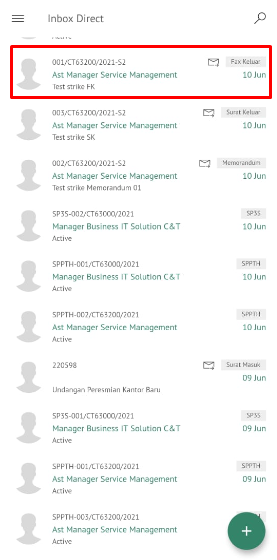 Inbox Direct
Active
001/CT63200/2021-S2
Fax Keluar
Ast Manager Service Management
10 Jun
Test strike FK
003/CT63200/2021-S2
Surat Keluar
Ast Manager Service Management
10 Jun
Test strike SK
002/CT63200/2021-S2
Memorandum
Ast Manager Service Management
10 Jun
Test strike Memorandum 01
SP3S-002/CT63000/2021
SP3S
Manager Business IT Solution C&T
10 Jun
Active
SPPTH-001/CT63000/2021
SPPTH
Manager Business IT Solution C&T
10 Jun
Active
SPPTH-002/CT63200/2021
SPPTH
Ast Manager Service Management
10 Jun
Active
220598
Surat Masuk
09 Jun
Undangan Peresmian Kantor Baru
SP3S-001/CT63000/2021
SP3S
Manager Business IT Solution C&T
09 Jun
Active
SPPTH-001/CT63200/2021
SPPTH
Ast Manager Service Management
09 Jun
Active
SPPTH-003/CT63200/2021
SPPTH
Ast Manager Service Management
Active